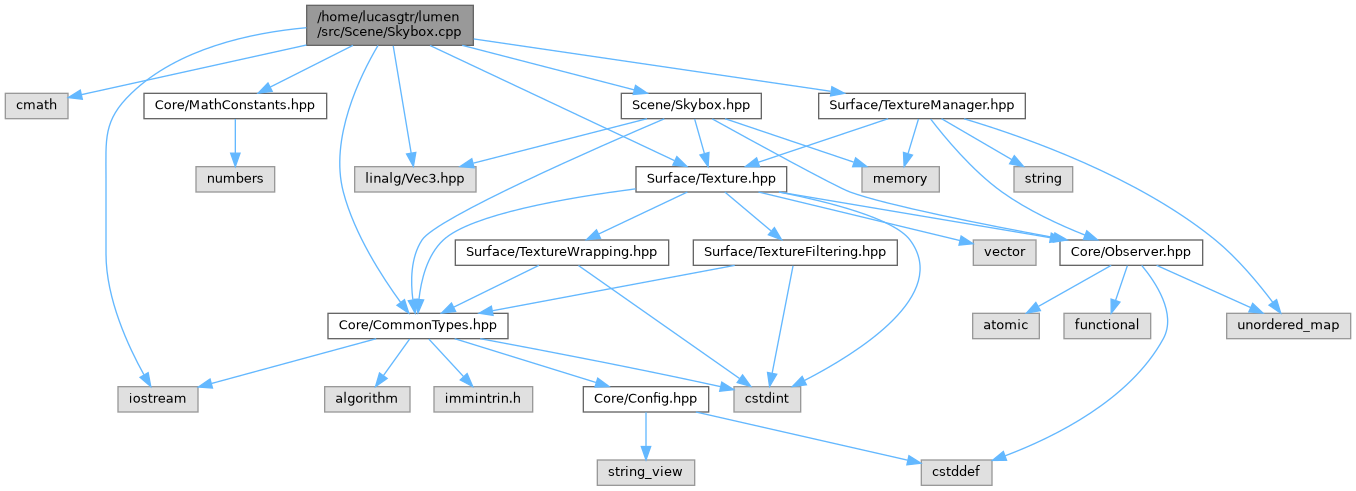 /home/lucasgtr/lumen
/src/Scene/Skybox.cpp
cmath
Core/MathConstants.hpp
Scene/Skybox.hpp
Surface/TextureManager.hpp
numbers
linalg/Vec3.hpp
Surface/Texture.hpp
memory
string
Surface/TextureWrapping.hpp
Surface/TextureFiltering.hpp
vector
Core/Observer.hpp
Core/CommonTypes.hpp
atomic
functional
unordered_map
iostream
algorithm
immintrin.h
Core/Config.hpp
cstdint
string_view
cstddef